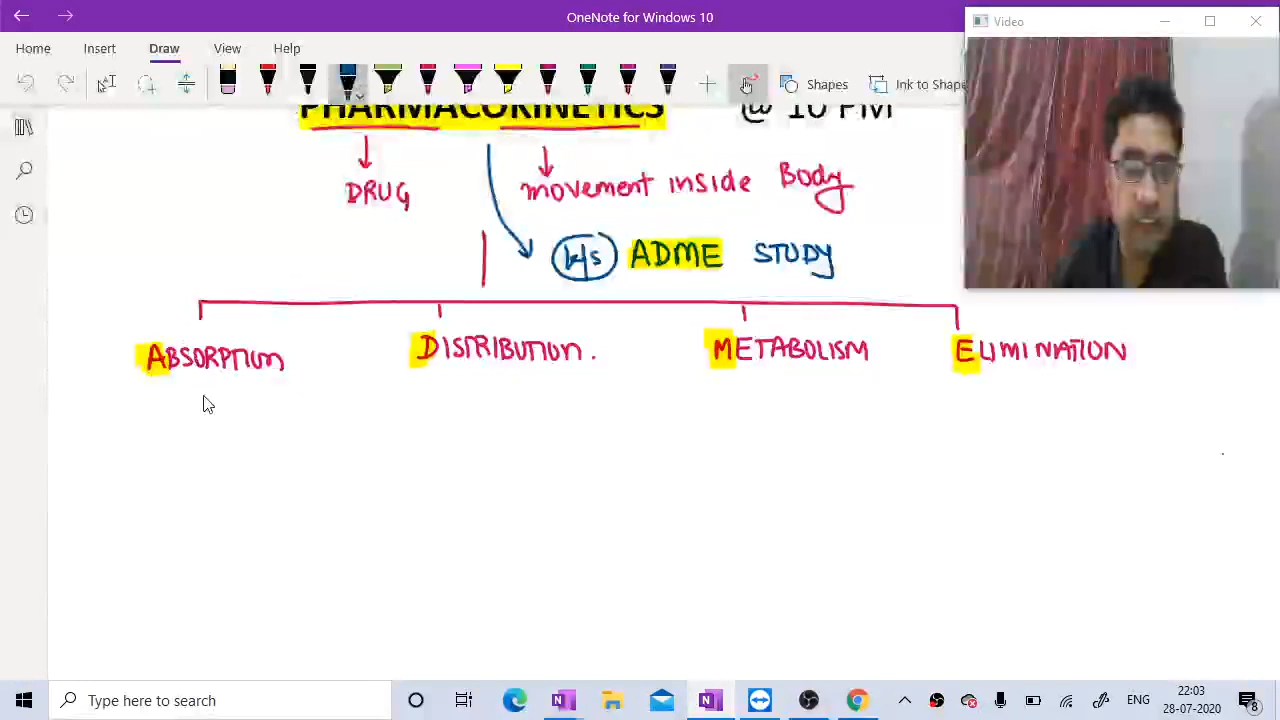 OneNote for Windows 10
Video
Home Insert Draw View Help
Shapes Ink to Shape
PHARMACOKINETICS @ 10 PM
DRUG movement inside Body
k/s ADME STUDY
ABSORPTION DISTRIBUTION. METABOLISM ELIMINATION
Type here to search
ENG 22:03
28-07-2020 8